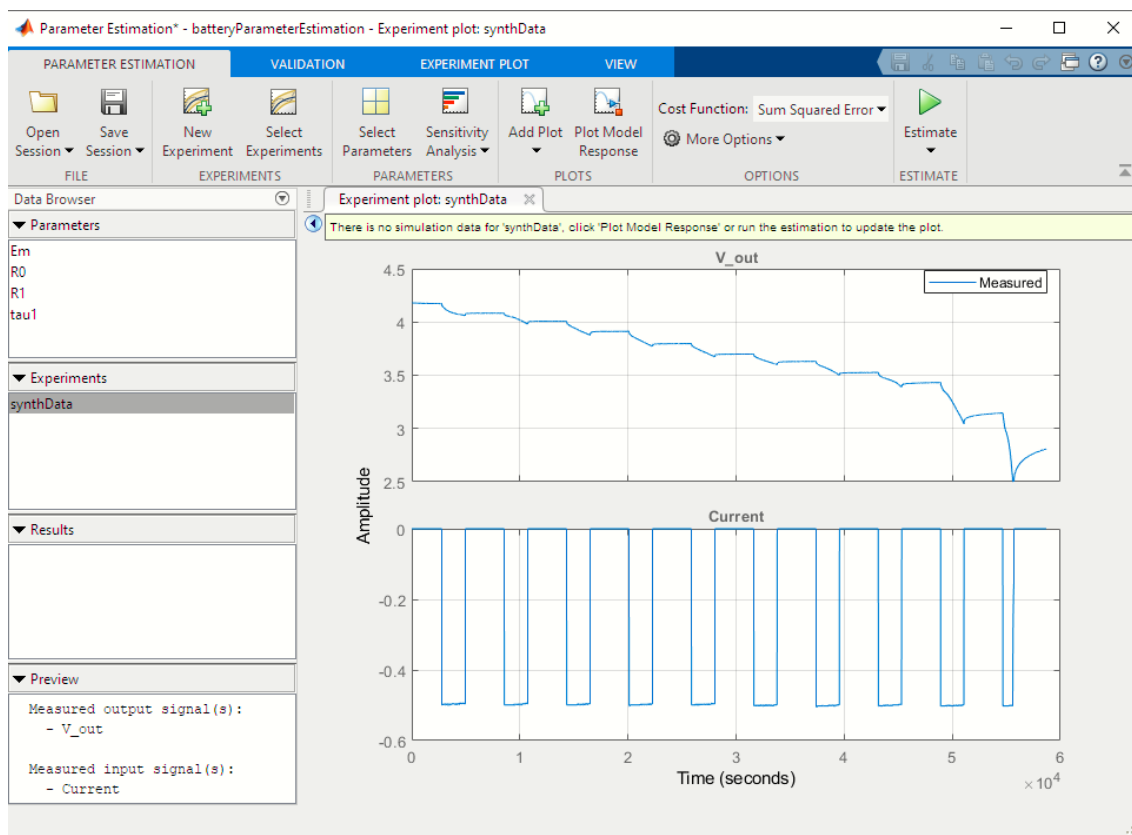 Parameter Estimation* - batteryParameterEstimation - Experiment plot: synthData
PARAMETER ESTIMATION
VALIDATION
EXPERIMENT PLOT
VIEW
Open Session
Save Session
New Experiment
Select Experiments
Select Parameters
Sensitivity Analysis
Add Plot
Plot Model Response
Cost Function: Sum Squared Error
More Options
Estimate
FILE
EXPERIMENTS
PARAMETERS
PLOTS
OPTIONS
ESTIMATE
Data Browser
Parameters
Em
R0
R1
tau1
Experiments
synthData
Results
Preview
Measured output signal(s):
- V_out
Measured input signal(s):
- Current
Experiment plot: synthData
There is no simulation data for 'synthData', click 'Plot Model Response' or run the estimation to update the plot.
V_out
Measured
4.5
4
3.5
3
2.5
Amplitude
Current
0
-0.2
-0.4
-0.6
0 1 2 3 4 5 6
Time (seconds)
× 10^4